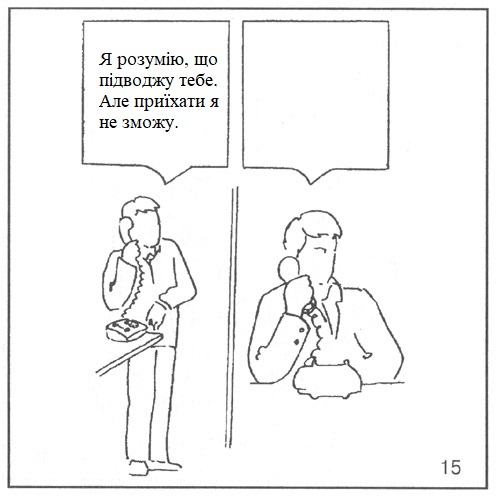 Я розумію, що
підводжу тебе.
Але приїхати я
не зможу.
15